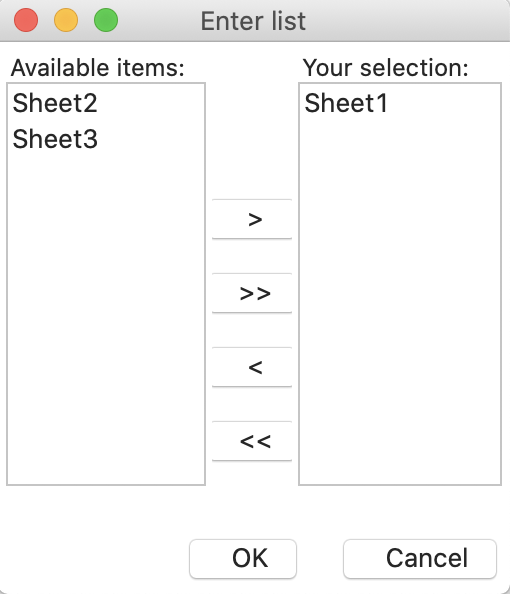 Enter list
Available items:
Your selection:
Sheet2
Sheet3
Sheet1
>
>>
<
<<
OK
Cancel